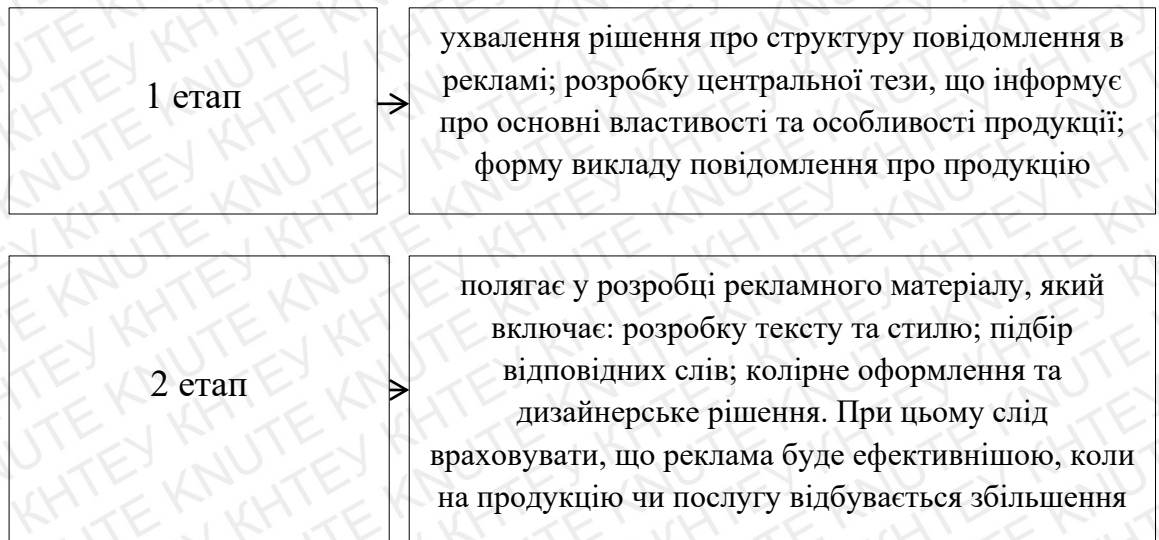 1 етап
ухвалення рішення про структуру повідомлення в
рекламі; розробку центральної тези, що інформує
про основні властивості та особливості продукції;
форму викладу повідомлення про продукцію
2 етап
полягає у розробці рекламного матеріалу, який
включає: розробку тексту та стилю; підбір
відповідних слів; колірне оформлення та
дизайнерське рішення. При цьому слід
враховувати, що реклама буде ефективнішою, коли
на продукцію чи послугу відбувається збільшення